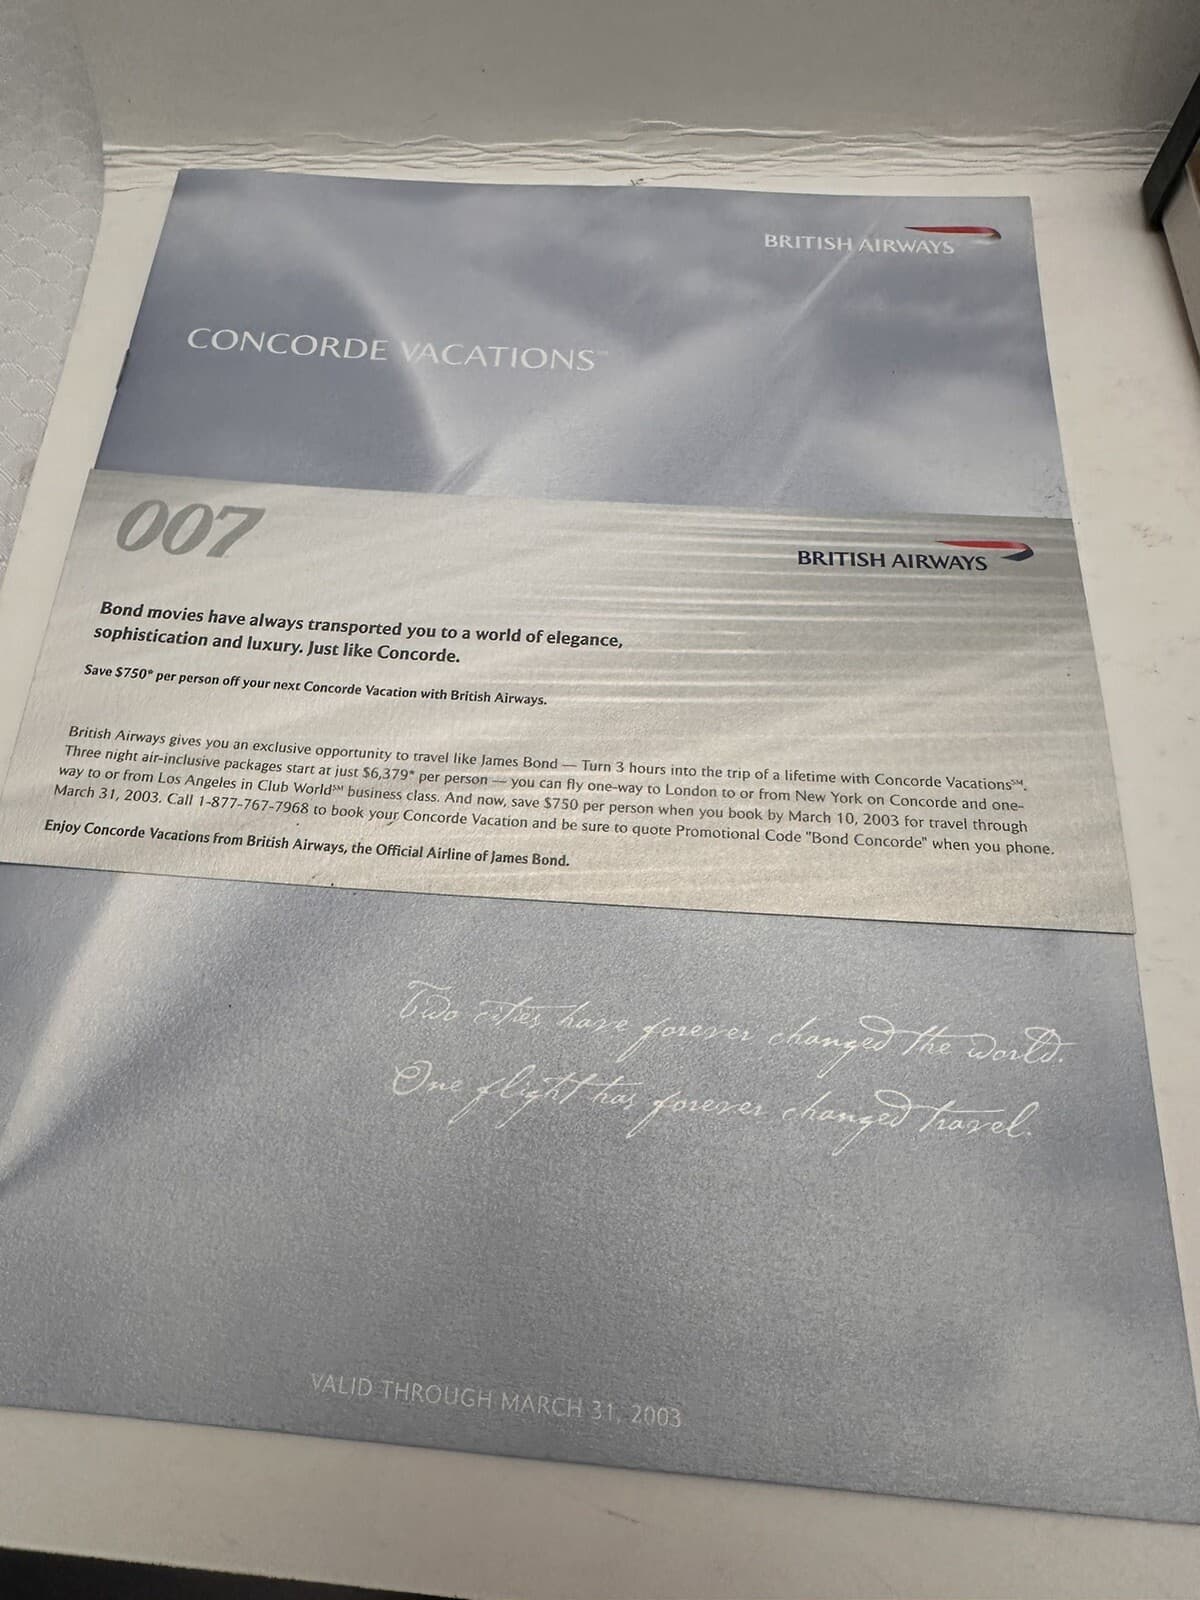 BRITISH AIRWAYS
CONCORDE VACATIONS℠
007
BRITISH AIRWAYS
Bond movies have always transported you to a world of elegance,
sophistication and luxury. Just like Concorde.
Save $750* per person off your next Concorde Vacation with British Airways.
British Airways gives you an exclusive opportunity to travel like James Bond — Turn 3 hours into the trip of a lifetime with Concorde Vacations℠.
Three night air-inclusive packages start at just $6,379* per person — you can fly one-way to London to or from New York on Concorde and one-
way to or from Los Angeles in Club World℠ business class. And now, save $750 per person when you book by March 10, 2003 for travel through
March 31, 2003. Call 1-877-767-7968 to book your Concorde Vacation and be sure to quote Promotional Code "Bond Concorde" when you phone.
Enjoy Concorde Vacations from British Airways, the Official Airline of James Bond.
Two cities have forever changed the world.
One flight has forever changed travel.
VALID THROUGH MARCH 31, 2003